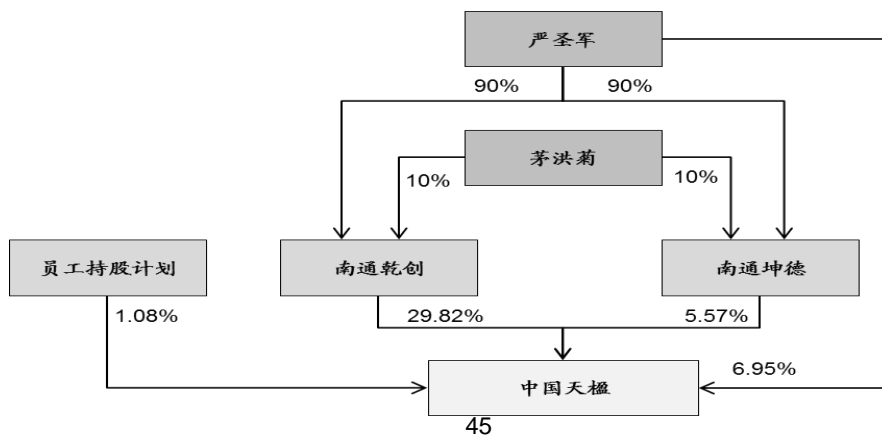 严圣军
90% 90%
茅洪菊
10% 10%
员工持股计划 南通乾创 南通坤德
1.08% 29.82% 5.57%
中国天楹 6.95%
45